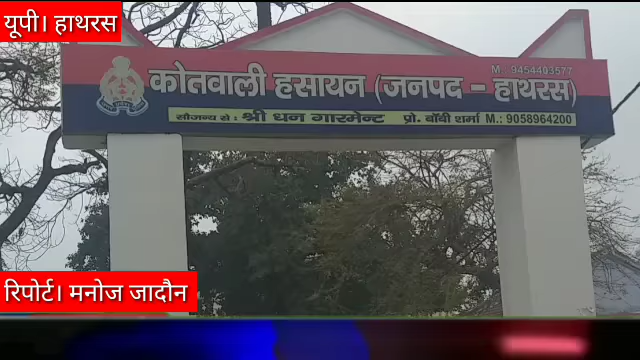 यूपी। हाथरस
M. 9454403577
कोतवाली हसायन (जनपद - हाथरस)
सौजन्य से : श्री धन गारमेन्ट प्रो. बॉबी शर्मा M.: 9058964200
रिपोर्ट। मनोज जादौन